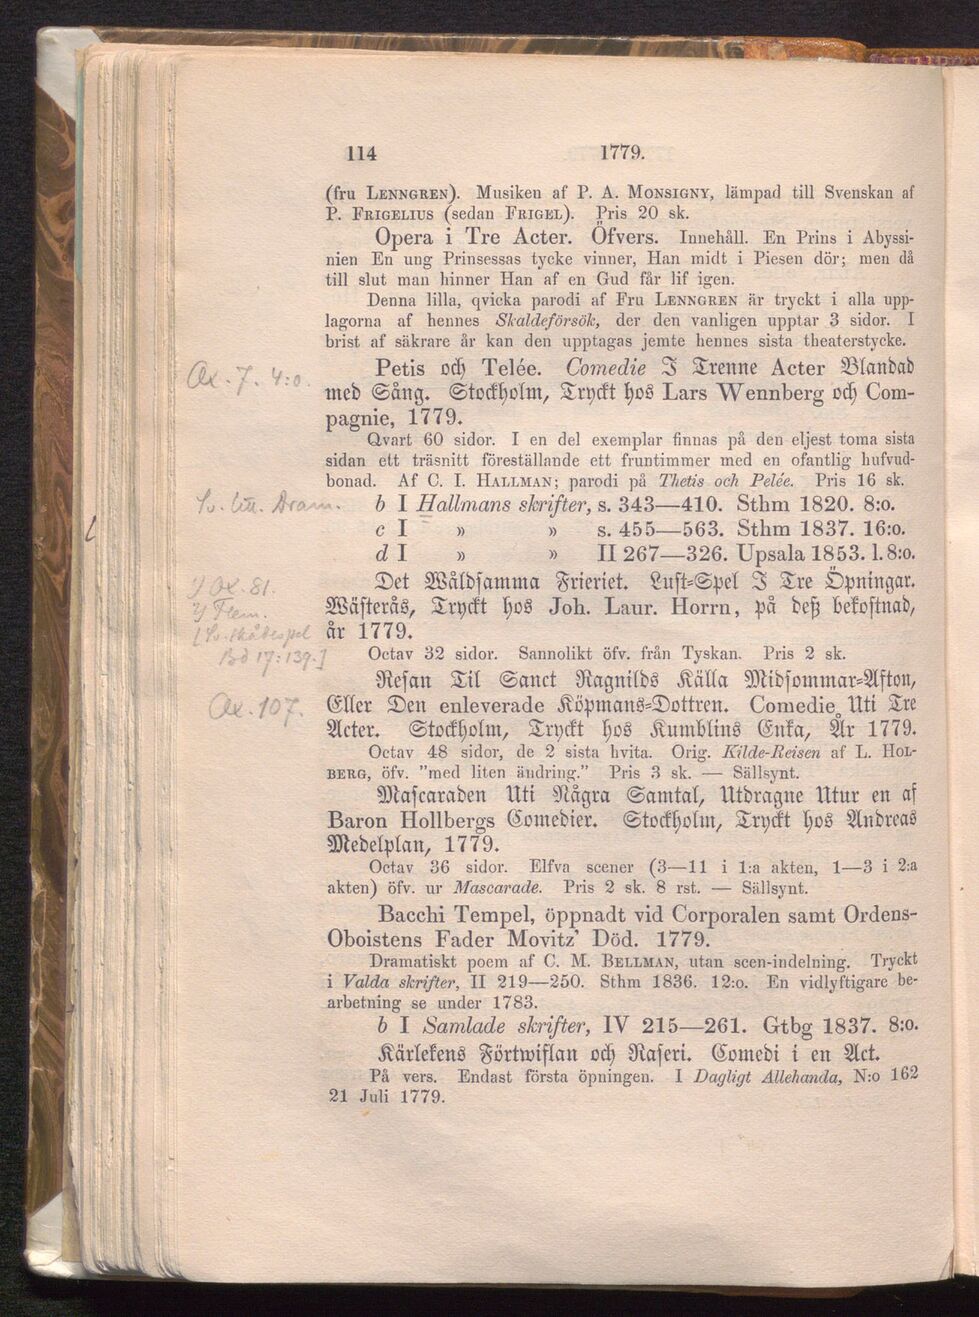 114 1779.
(fru Lenngren). Musiken af P. A. Monsigny, lämpad till Svenskan af
P. Frigelius (sedan Frigel). Pris 20 sk.
Opera i Tre Acter. Öfvers. Innehåll. En Prins i Abyssi-
nien En ung Prinsessas tycke vinner, Han midt i Piesen dör; men då
till slut man hinner Han af en Gud får lif igen.
Denna lilla, qvicka parodi af Fru Lenngren är tryckt i alla upp-
lagorna af hennes Skaldeförsök, der den vanligen upptar 3 sidor. I
brist af säkrare år kan den upptagas jemte hennes sista theaterstycke.
Ax. 7. 4:o.
Petis och Telée. Comedie I Trenne Acter Blandad
med Sång. Stockholm, Tryckt hos Lars Wennberg och Com-
pagnie, 1779.
Qvart 60 sidor. I en del exemplar finnas på den eljest toma sista
sidan ett träsnitt föreställande ett fruntimmer med en ofantlig hufvud-
bonad. Af C. I. Hallman; parodi på Thetis och Pelée. Pris 16 sk.
Sv. litt. Dram.
b I Hallmans skrifter, s. 343—410. Sthm 1820. 8:o.
c I » » s. 455—563. Sthm 1837. 16:o.
d I » » II 267—326. Upsala 1853. l. 8:o.
Ax. 81.
[Sv. skådespel
Bd 17: 139.]
Det Wåldsamma Frieriet. Lust-Spel I Tre Öpningar.
Wästerås, Tryckt hos Joh. Laur. Horrn, på deß bekostnad,
år 1779.
Octav 32 sidor. Sannolikt öfv. från Tyskan. Pris 2 sk.
Ax. 107.
Resan Til Sanct Ragnilds Källa Midsommar-Afton,
Eller Den enleverade Köpmans-Dottren. Comedie Uti Tre
Acter. Stockholm, Tryckt hos Kumblins Enka, År 1779.
Octav 48 sidor, de 2 sista hvita. Orig. Kilde-Reisen af L. Hol-
berg, öfv. "med liten ändring." Pris 3 sk. — Sällsynt.
Mascaraden Uti Några Samtal, Utdragne Utur en af
Baron Hollbergs Comedier. Stockholm, Tryckt hos Andreas
Medelplan, 1779.
Octav 36 sidor. Elfva scener (3—11 i 1:a akten, 1—3 i 2:a
akten) öfv. ur Mascarade. Pris 2 sk. 8 rst. — Sällsynt.
Bacchi Tempel, öppnadt vid Corporalen samt Ordens-
Oboistens Fader Movitz' Död. 1779.
Dramatiskt poem af C. M. Bellman, utan scen-indelning. Tryckt
i Valda skrifter, II 219—250. Sthm 1836. 12:o. En vidlyftigare be-
arbetning se under 1783.
b I Samlade skrifter, IV 215—261. Gtbg 1837. 8:o.
Kärlekens Förtwiflan och Raseri. Comedi i en Act.
På vers. Endast första öpningen. I Dagligt Allehanda, N:o 162
21 Juli 1779.